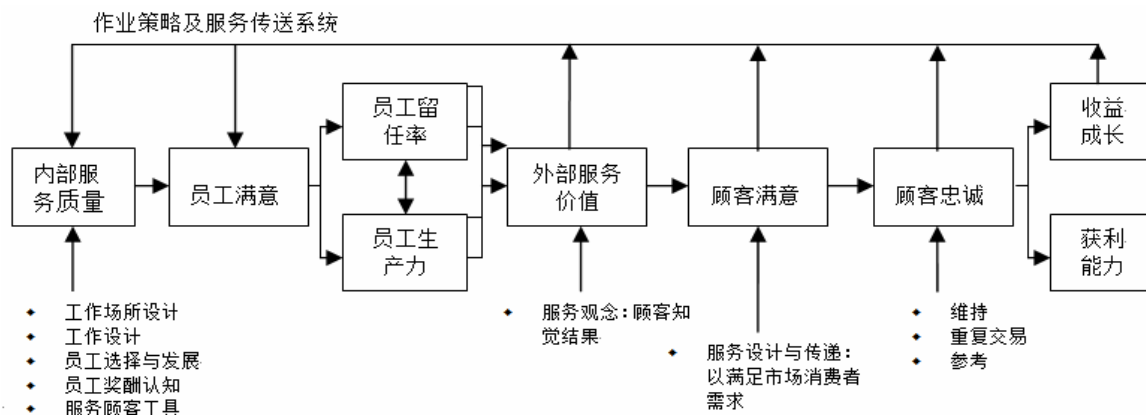 作业策略及服务传送系统
员工留
任率
收益
成长
内部服
务质量
员工满意
外部服务
价值
顾客满意
顾客忠诚
员工生
产力
获利
能力
工作场所设计
工作设计
员工选择与发展
员工奖酬认知
服务顾客工具
服务观念：顾客知
觉结果
服务设计与传递：
以满足市场消费者
需求
维持
重复交易
参考